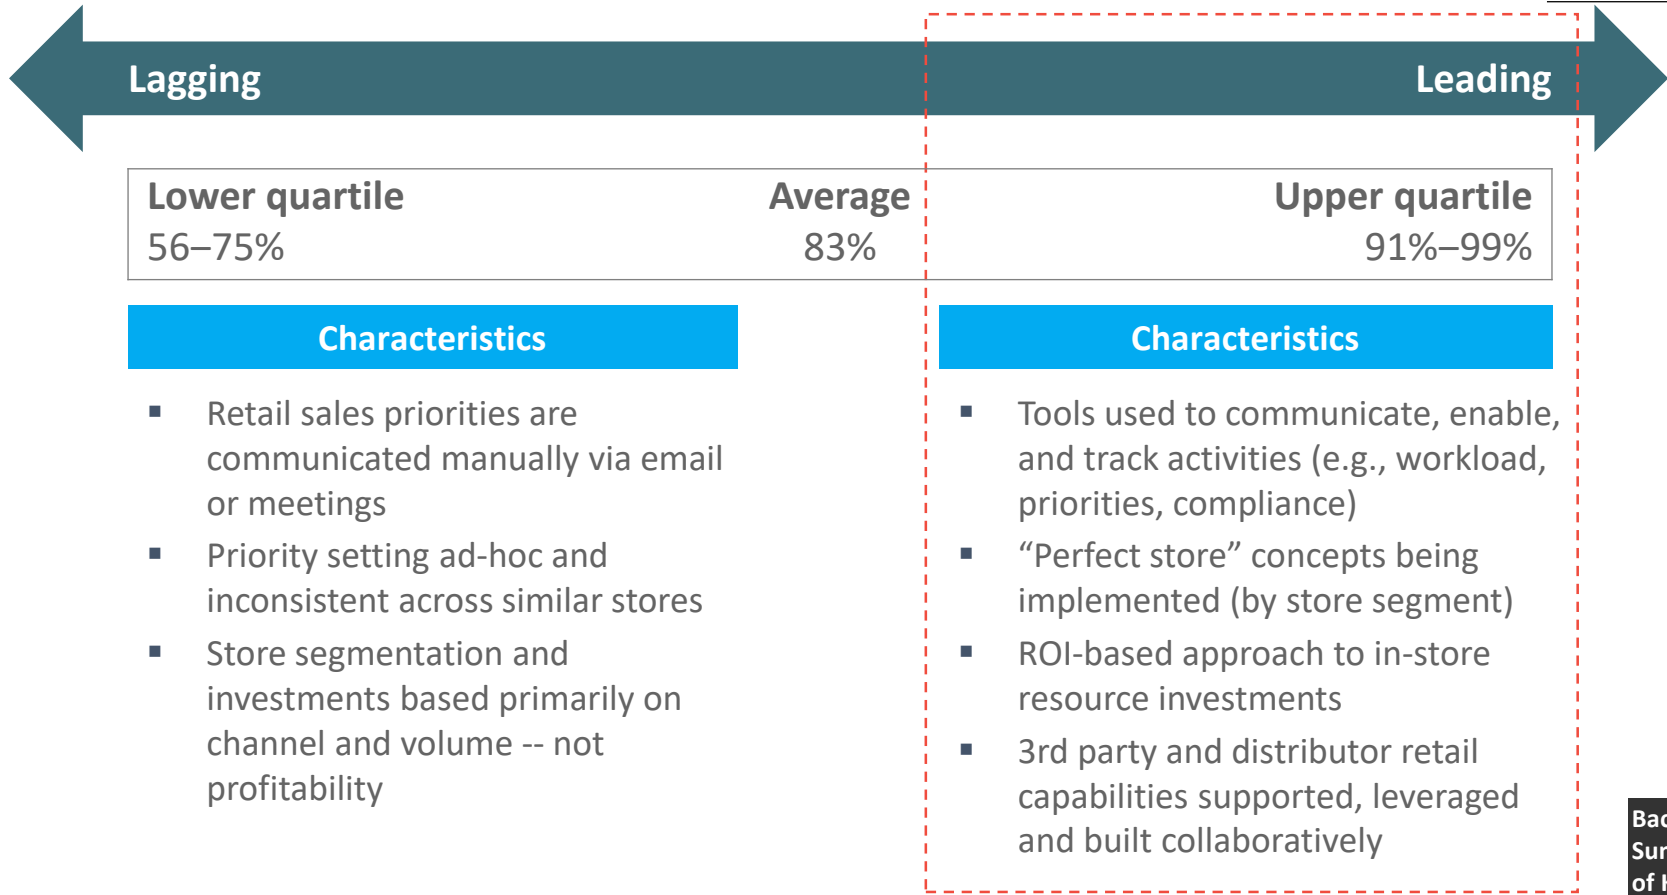 Lagging
Leading
Lower quartile
Average
Upper quartile
56–75%
83%
91%–99%
Characteristics
▪ Retail sales priorities are
communicated manually via email
or meetings
▪ Priority setting ad-hoc and
inconsistent across similar stores
▪ Store segmentation and
investments based primarily on
channel and volume -- not
profitability
Characteristics
▪ Tools used to communicate, enable,
and track activities (e.g., workload,
priorities, compliance)
▪ “Perfect store” concepts being
implemented (by store segment)
▪ ROI-based approach to in-store
resource investments
▪ 3rd party and distributor retail
capabilities supported, leveraged
and built collaboratively
of